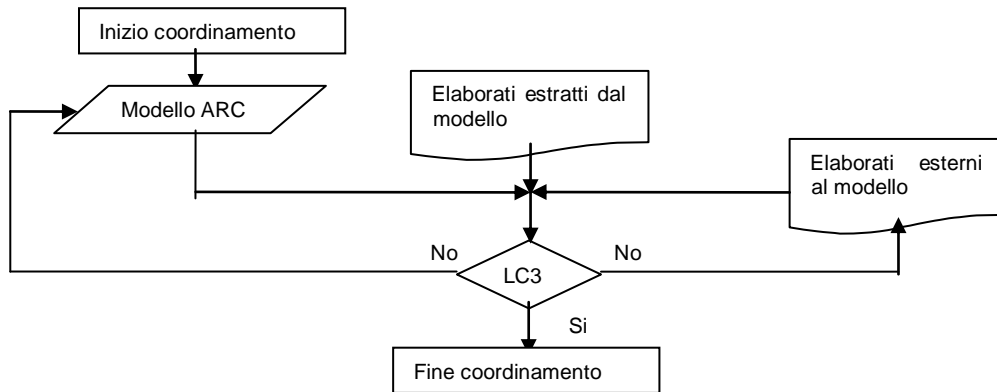 Inizio coordinamento
Modello ARC
Elaborati estratti dal
modello
Elaborati esterni
al modello
No
No
LC3
Si
Fine coordinamento